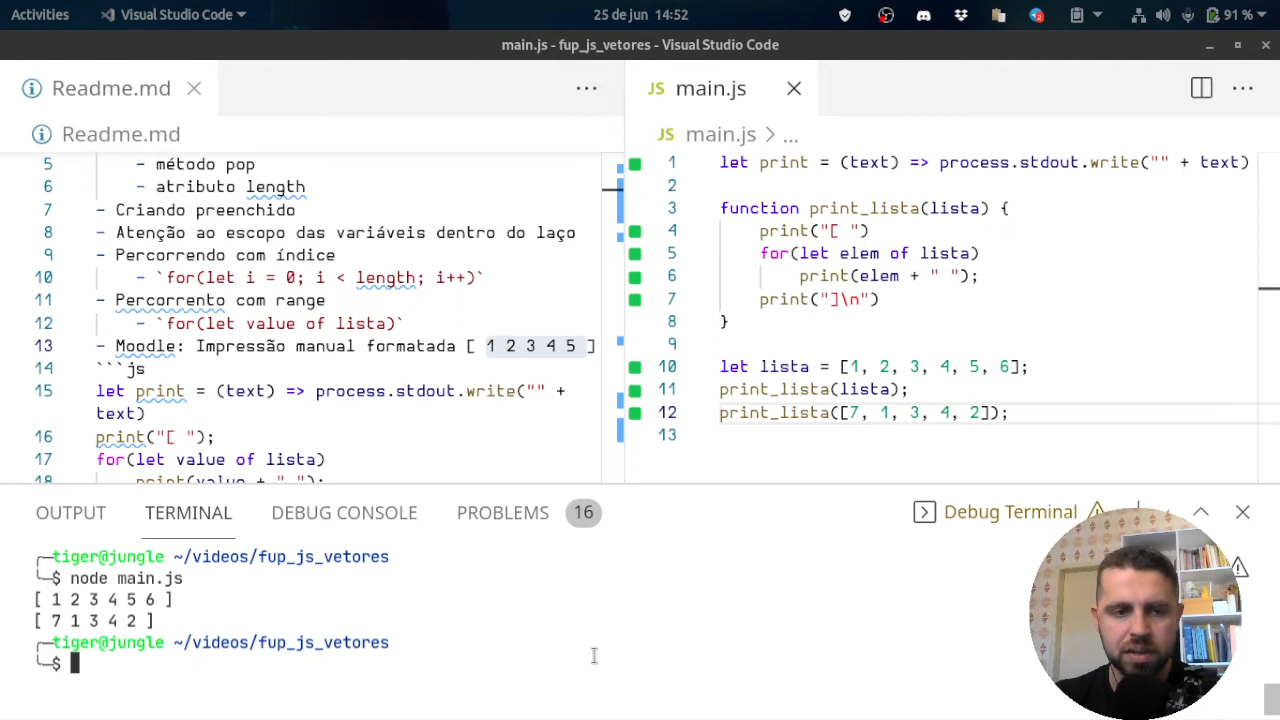 Activities
Visual Studio Code
25 de jun 14:52
91 %
main.js - fup_js_vetores - Visual Studio Code
Readme.md
JS main.js
Readme.md
JS main.js > ...
5 - método pop
6 - atributo length
7 - Criando preenchido
8 - Atenção ao escopo das variáveis dentro do laço
9 - Percorrendo com índice
10 - `for(let i = 0; i < length; i++)`
11 - Percorrento com range
12 - `for(let value of lista)`
13 - Moodle: Impressão manual formatada [ 1 2 3 4 5 ]
14 ```js
15 let print = (text) => process.stdout.write("" +
text)
16 print("[ ");
17 for(let value of lista)
18 print(value + " ");
1 let print = (text) => process.stdout.write("" + text)
2
3 function print_lista(lista) {
4 print("[ ")
5 for(let elem of lista)
6 print(elem + " ");
7 print("]\n")
8 }
9
10 let lista = [1, 2, 3, 4, 5, 6];
11 print_lista(lista);
12 print_lista([7, 1, 3, 4, 2]);
13
OUTPUT TERMINAL DEBUG CONSOLE PROBLEMS 16
Debug Terminal
tiger@jungle ~/videos/fup_js_vetores
$ node main.js
[ 1 2 3 4 5 6 ]
[ 7 1 3 4 2 ]
tiger@jungle ~/videos/fup_js_vetores
$